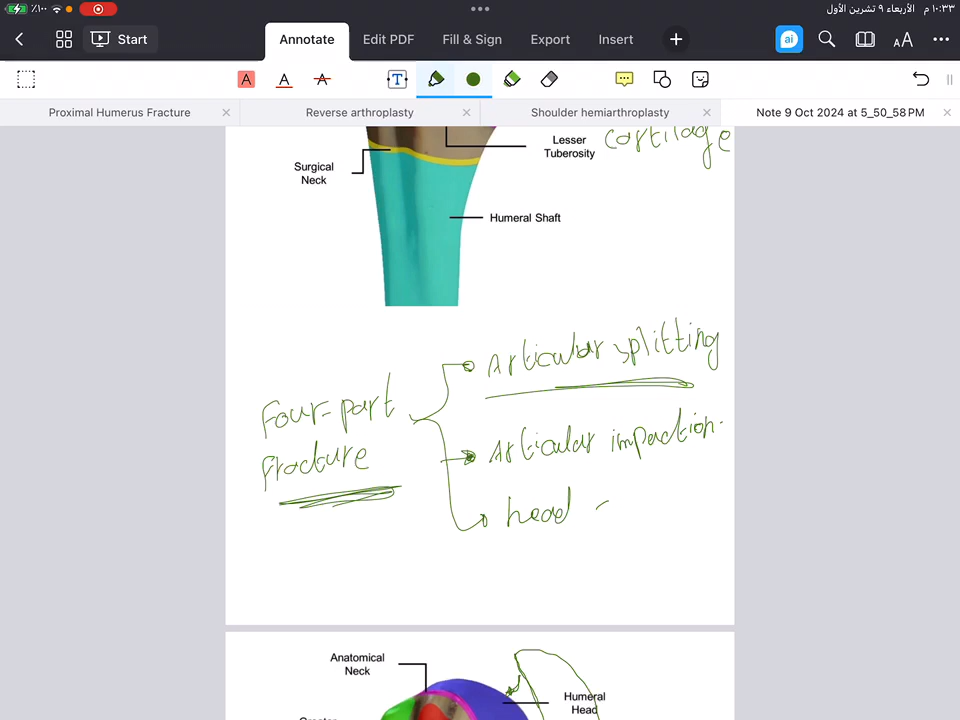 ٪١٠٠
١٠:٣٣ م الأربعاء ٩ تشرين الأول
Start
Annotate
Edit PDF
Fill & Sign
Export
Insert
ai
AA
A
A
A
T
Proximal Humerus Fracture
Reverse arthroplasty
Shoulder hemiarthroplasty
Note 9 Oct 2024 at 5_50_58 PM
Lesser
Tuberosity
cartilage
Surgical
Neck
Humeral Shaft
Articular splitting
Four-part
fracture
Articular impaction
head
Anatomical
Neck
Humeral
Head